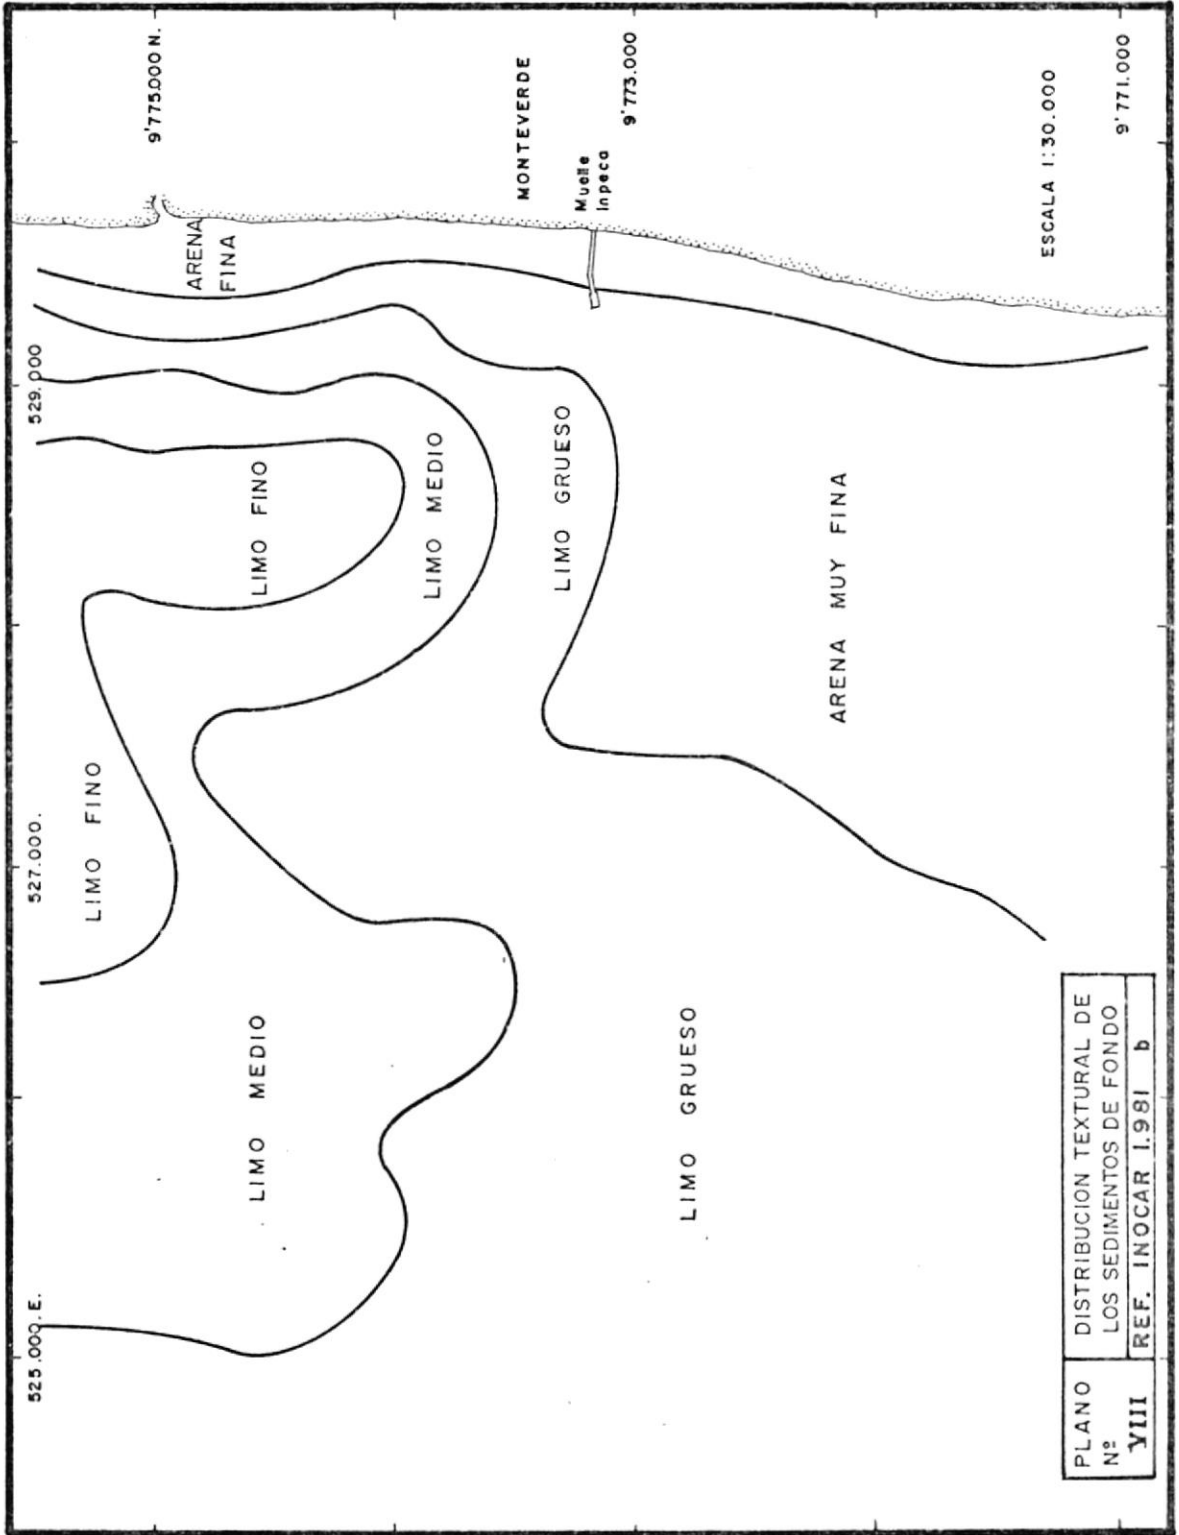 525.000.E.
527.000.
529.000
9'775.000 N.
ARENA
FINA
LIMO FINO
LIMO FINO
LIMO MEDIO
LIMO MEDIO
LIMO GRUESO
LIMO GRUESO
MONTEVERDE
Muelle
Inpeca
9'773.000
ARENA MUY FINA
ESCALA 1:30.000
9'771.000
PLANO
Nº
VIII
DISTRIBUCION TEXTURAL DE
LOS SEDIMENTOS DE FONDO
REF. INOCAR 1.981 b